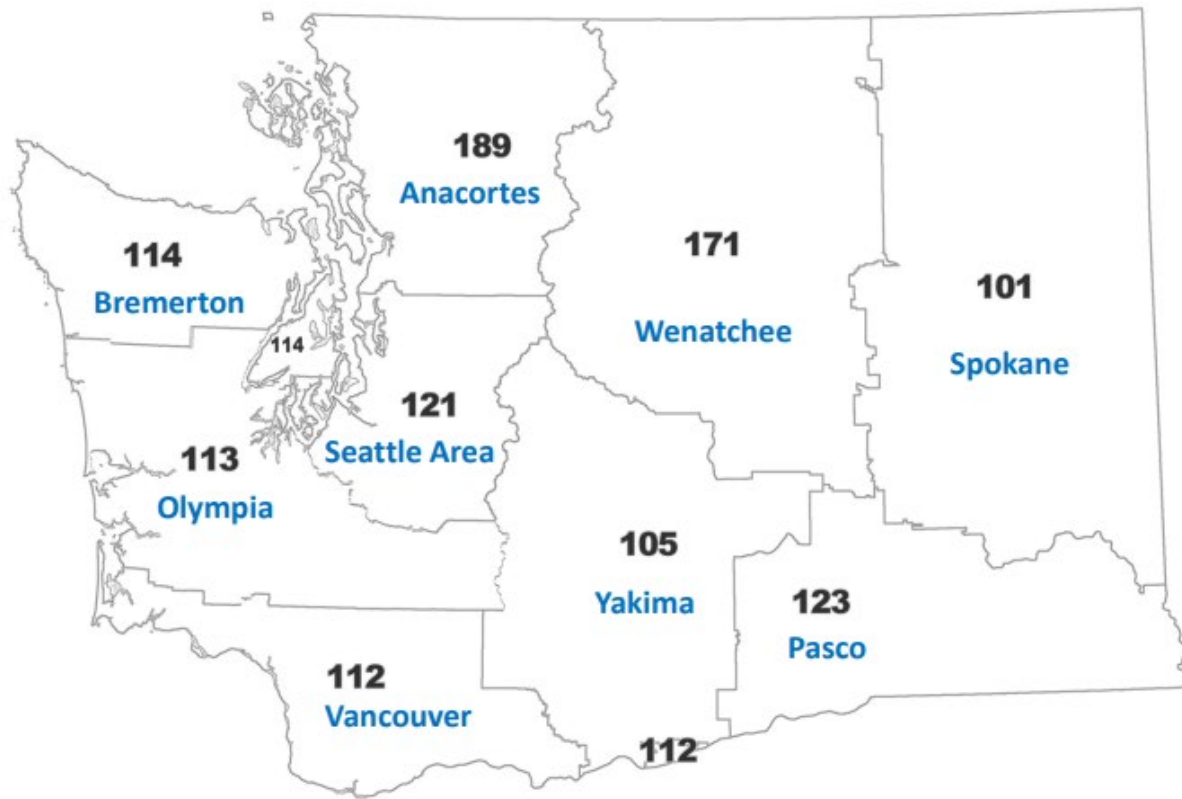 189
Anacortes
114
Bremerton
171
Wenatchee
101
Spokane
114
121
Seattle Area
113
Olympia
105
Yakima
123
Pasco
112
Vancouver
112